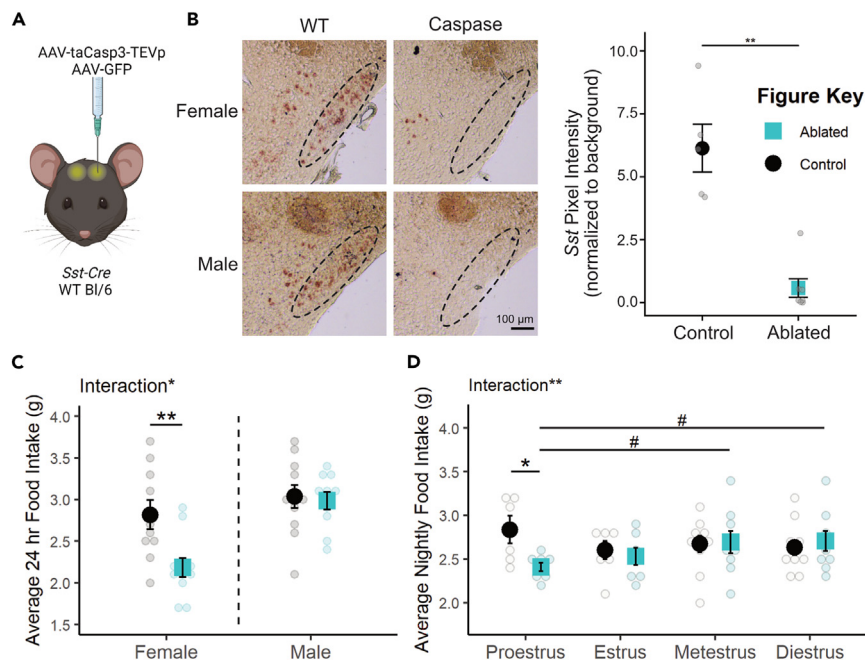 A
AAV-taCasp3-TEVp
AAV-GFP
Sst-Cre
WT Bl/6
B
WT
Caspase
Female
Male
100 µm
Sst Pixel Intensity
(normalized to background)
10.0
7.5
5.0
2.5
0.0
**
Figure Key
Ablated
Control
Control
Ablated
C
Interaction*
Average 24 hr Food Intake (g)
4.0
3.5
3.0
2.5
2.0
1.5
1.0
**
Female
Male
D
Interaction**
Average Nightly Food Intake (g)
4.0
3.5
3.0
2.5
2.0
#
#
*
Proestrus
Estrus
Metestrus
Diestrus